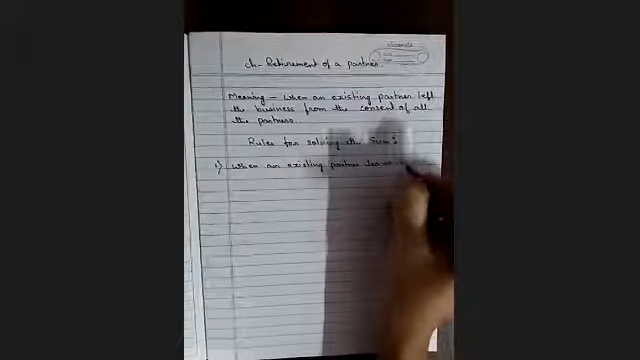 ch- Retirement of a partner.
Meaning - when an existing partner left
the business from the consent of all
the partners.
Rules for solving the Sum :
1) when an existing partner